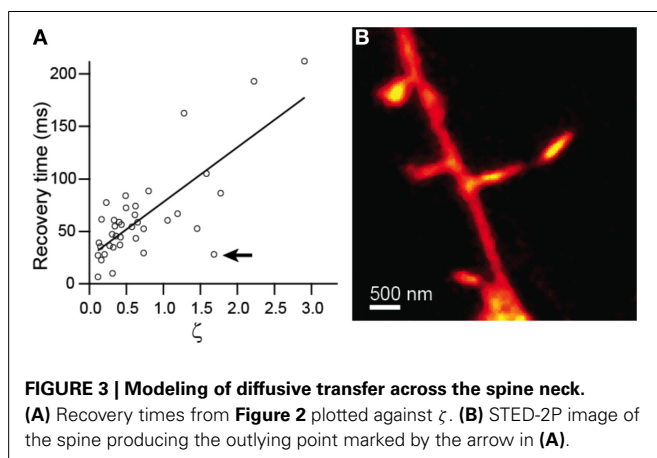 A
B
200
150
100
50
0
Recovery time (ms)
0.0 0.5 1.0 1.5 2.0 2.5 3.0
ζ
500 nm
FIGURE 3 | Modeling of diffusive transfer across the spine neck.
(A) Recovery times from Figure 2 plotted against ζ. (B) STED-2P image of
the spine producing the outlying point marked by the arrow in (A).